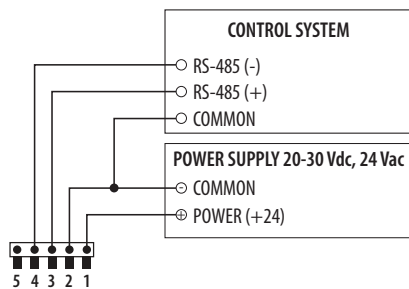 CONTROL SYSTEM
RS-485 (-)
RS-485 (+)
COMMON
POWER SUPPLY 20-30 Vdc, 24 Vac
COMMON
POWER (+24)
5 4 3 2 1